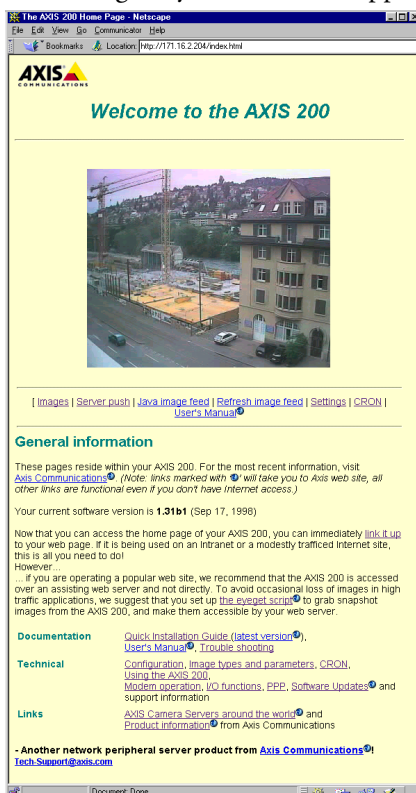 The AXIS 200 Home Page - Netscape
File Edit View Go Communicator Help
Bookmarks Location: http://171.16.2.204/index.html
AXIS
COMMUNICATIONS
Welcome to the AXIS 200
[ Images | Server push | Java image feed | Refresh image feed | Settings | CRON |
User's Manual
General information
These pages reside within your AXIS 200. For the most recent information, visit
Axis Communications . (Note: links marked with ' ' will take you to Axis web site, all
other links are functional even if you don't have Internet access.)
Your current software version is 1.31b1 (Sep 17, 1998)
Now that you can access the home page of your AXIS 200, you can immediately link it up
to your web page. If it is being used on an Intranet or a modestly trafficed Internet site,
this is all you need to do!
However...
... if you are operating a popular web site, we recommend that the AXIS 200 is accessed
over an assisting web server and not directly. To avoid occasional loss of images in high
traffic applications, we suggest that you set up the eyeget script to grab snapshot
images from the AXIS 200, and make them accessible by your web server.
Documentation Quick Installation Guide (latest version ),
User's Manual , Trouble shooting
Technical Configuration, Image types and parameters, CRON,
Using the AXIS 200,
Modem operation, I/O functions, PPP, Software Updates and
support information
Links AXIS Camera Servers around the world and
Product information from Axis Communications
- Another network peripheral server product from Axis Communications !
Tech-Support@axis.com
Document: Done